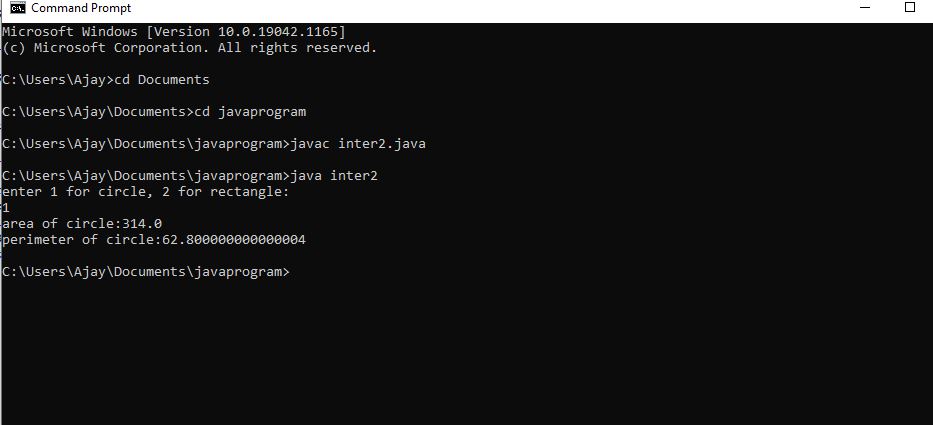 Command Prompt
Microsoft Windows [Version 10.0.19042.1165]
(c) Microsoft Corporation. All rights reserved.
C:\Users\Ajay>cd Documents
C:\Users\Ajay\Documents>cd javaprogram
C:\Users\Ajay\Documents\javaprogram>javac inter2.java
C:\Users\Ajay\Documents\javaprogram>java inter2
enter 1 for circle, 2 for rectangle:
1
area of circle:314.0
perimeter of circle:62.800000000000004
C:\Users\Ajay\Documents\javaprogram>